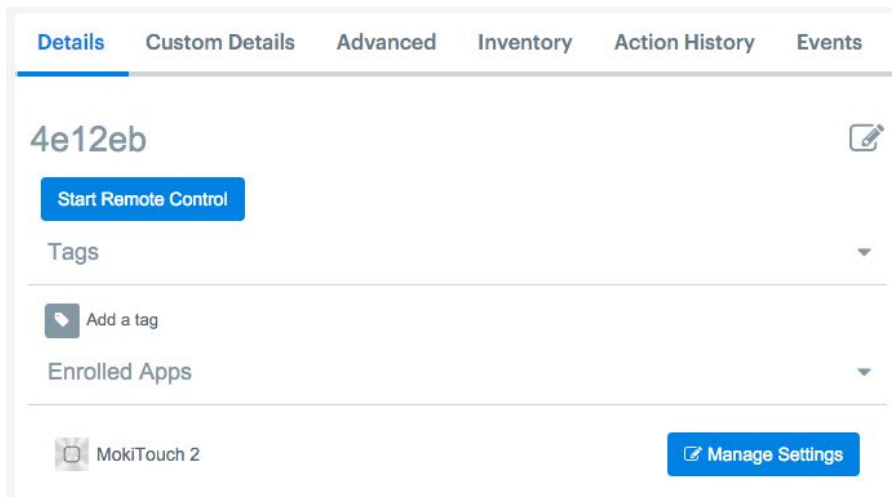 Details Custom Details Advanced Inventory Action History Events
4e12eb
Start Remote Control
Tags
Add a tag
Enrolled Apps
MokiTouch 2 Manage Settings